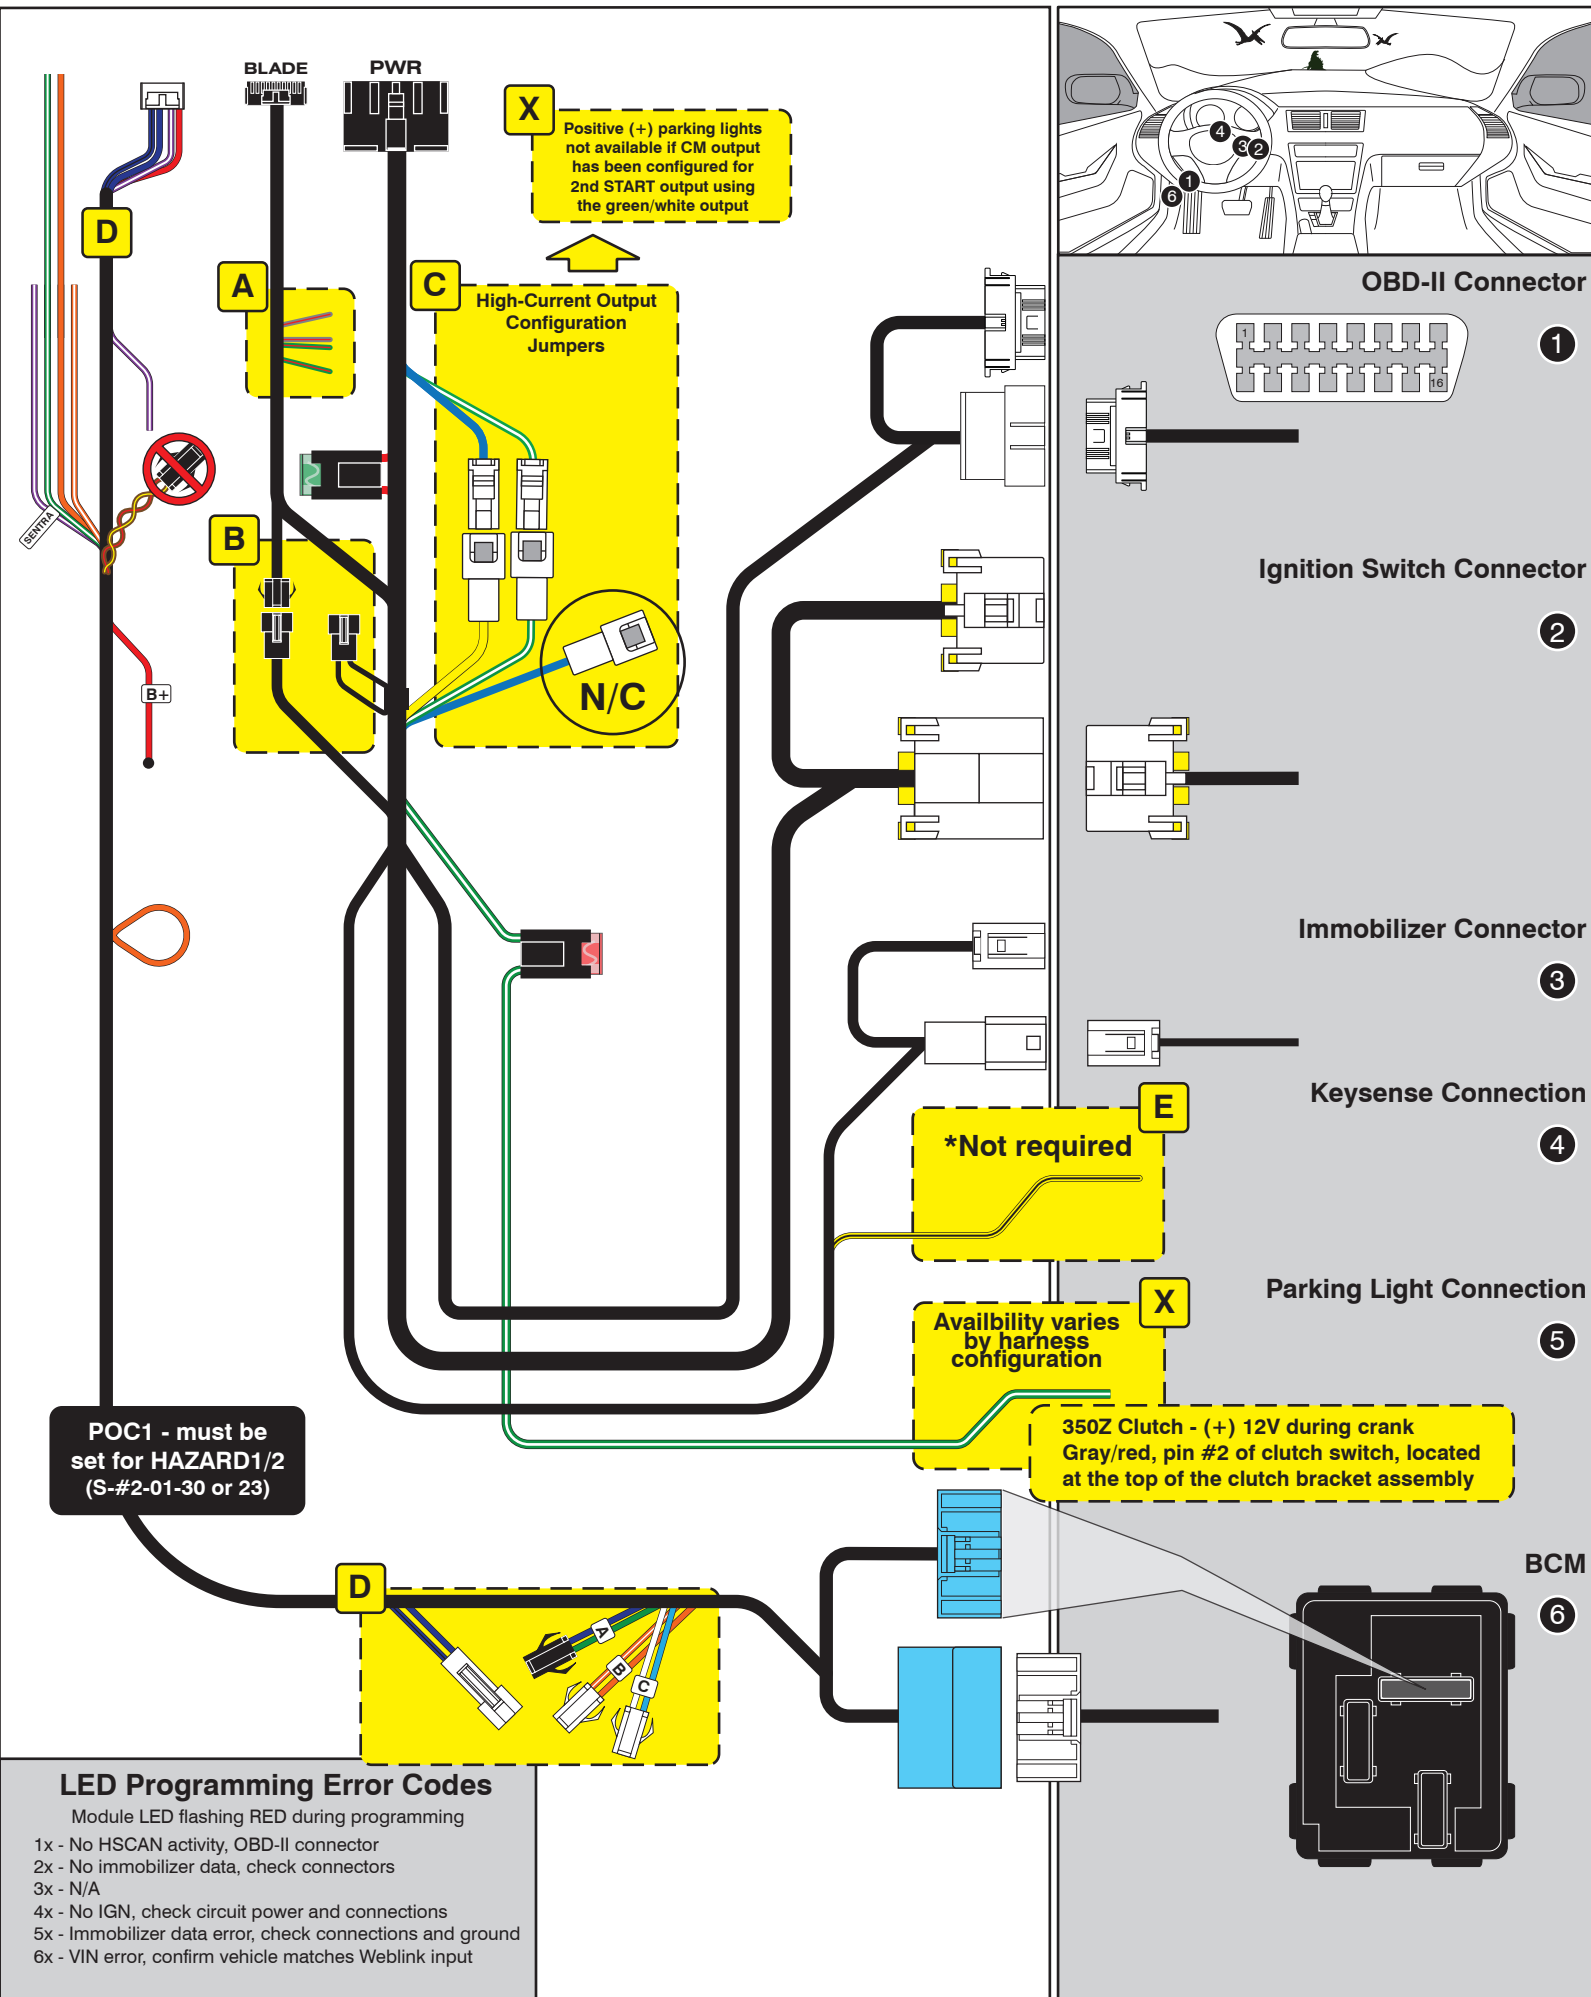 BLADE
PWR
X
Positive (+) parking lights
not available if CM output
has been configured for
2nd START output using
the green/white output
4
3
2
1
6
D
A
C
High-Current Output
Configuration
Jumpers
OBD-II Connector
1
1
16
SENTRA
B
Ignition Switch Connector
2
B+
N/C
Immobilizer Connector
3
Keysense Connection
4
E
*Not required
Parking Light Connection
5
X
Availbility varies
by harness
configuration
350Z Clutch - (+) 12V during crank
Gray/red, pin #2 of clutch switch, located
at the top of the clutch bracket assembly
POC1 - must be
set for HAZARD1/2
(S-#2-01-30 or 23)
BCM
6
D
A
B
C
LED Programming Error Codes
Module LED flashing RED during programming
1x - No HSCAN activity, OBD-II connector
2x - No immobilizer data, check connectors
3x - N/A
4x - No IGN, check circuit power and connections
5x - Immobilizer data error, check connections and ground
6x - VIN error, confirm vehicle matches Weblink input